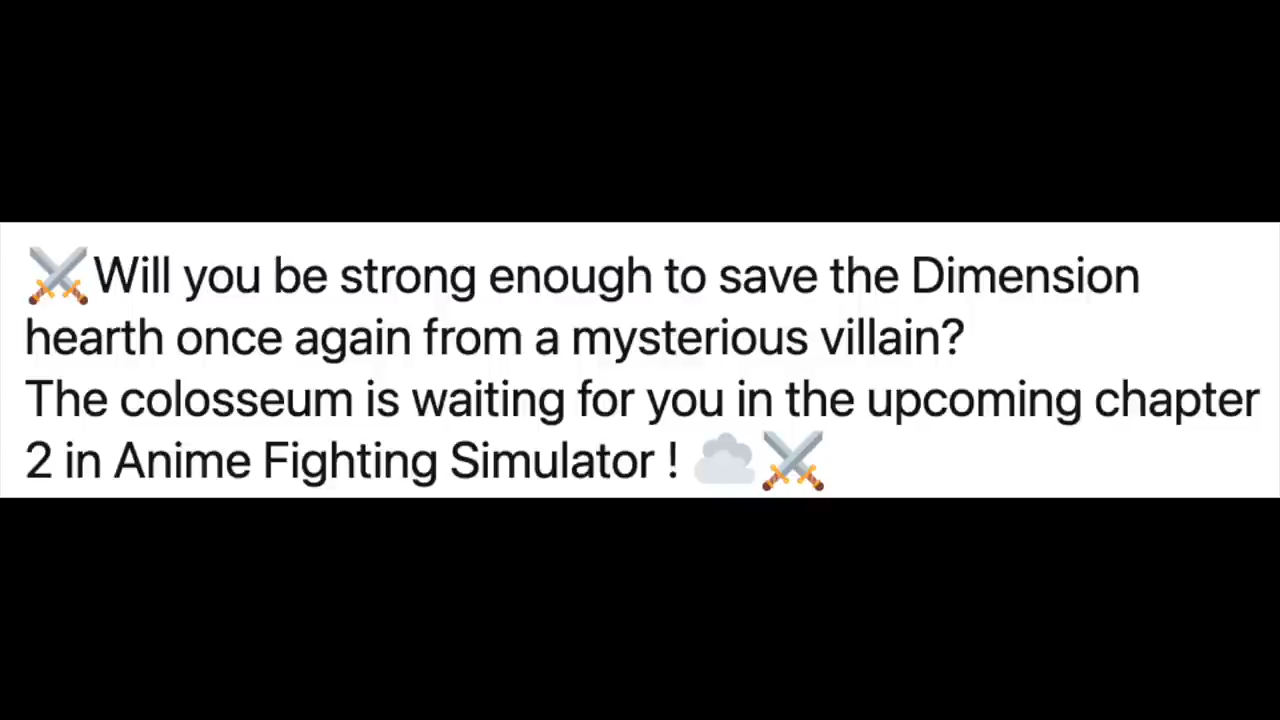 ⚔️Will you be strong enough to save the Dimension
hearth once again from a mysterious villain?
The colosseum is waiting for you in the upcoming chapter
2 in Anime Fighting Simulator ! ☁️⚔️